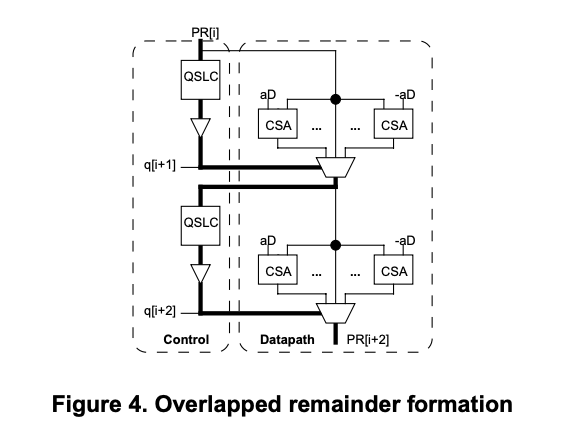 PR[i]
QSLC
aD
-aD
CSA
...
...
CSA
q[i+1]
QSLC
aD
-aD
CSA
...
...
CSA
q[i+2]
Control
Datapath
PR[i+2]
Figure 4. Overlapped remainder formation